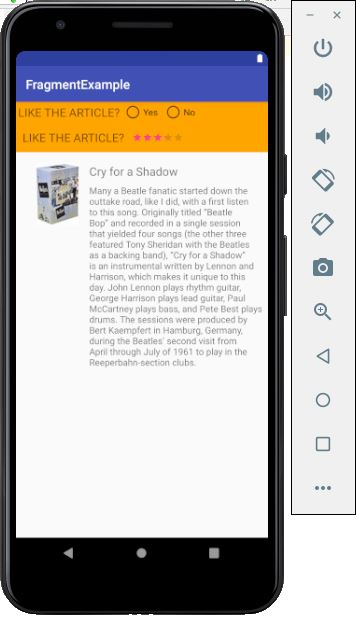 FragmentExample
LIKE THE ARTICLE? Yes No
LIKE THE ARTICLE?
Cry for a Shadow
Many a Beatle fanatic started down the
outtake road, like I did, with a first listen
to this song. Originally titled "Beatle
Bop" and recorded in a single session
that yielded four songs (the other three
featured Tony Sheridan with the Beatles
as a backing band), "Cry for a Shadow"
is an instrumental written by Lennon and
Harrison, which makes it unique to this
day. John Lennon plays rhythm guitar,
George Harrison plays lead guitar, Paul
McCartney plays bass, and Pete Best plays
drums. The sessions were produced by
Bert Kaempfert in Hamburg, Germany,
during the Beatles' second visit from
April through July of 1961 to play in the
Reeperbahn-section clubs.